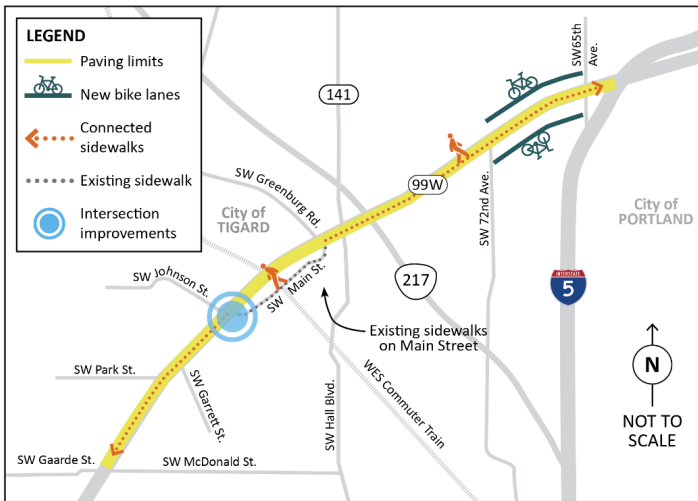 LEGEND
Paving limits
New bike lanes
Connected
sidewalks
Existing sidewalk
Intersection
improvements
141
SW65th
Ave.
SW Greenburg Rd.
99W
SW 72nd Ave.
City of
TIGARD
City of
PORTLAND
SW Johnson St.
SW Main St.
217
INTERSTATE
5
Existing sidewalks
on Main Street
N
NOT TO
SCALE
SW Park St.
SW Garrett St.
SW Hall Blvd.
WES Commuter Train
SW Gaarde St.
SW McDonald St.